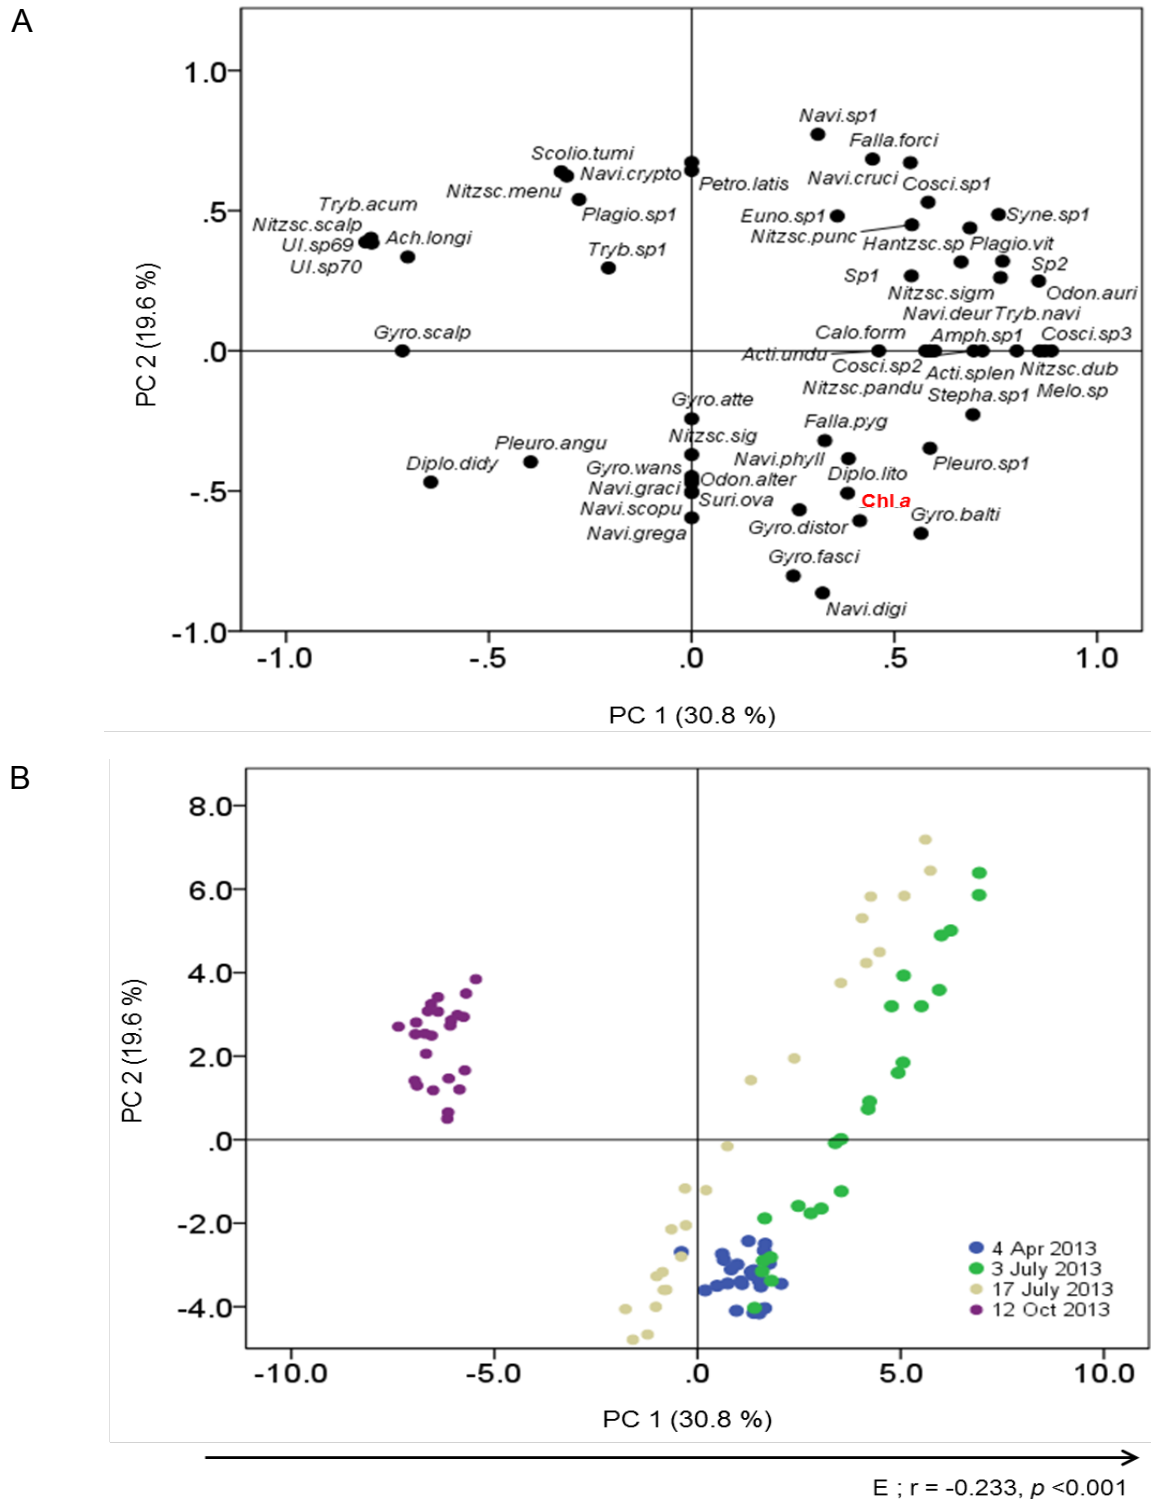 A
1.0
.5
.0
-.5
-1.0
PC 2 (19.6 %)
Navi.sp1
Falla.forci
Scolio.tumi
Navi.crypto
Navi.cruci
Cosci.sp1
Petro.latis
Nitzsc.menu
Tryb.acum
Plagio.sp1
Euno.sp1
Syne.sp1
Nitzsc.scalp
Nitzsc.punc
UI.sp69
Ach.longi
Tryb.sp1
Hantzsc.sp
Plagio.vit
UI.sp70
Sp1
Sp2
Nitzsc.sigm
Odon.auri
Navi.deur
Tryb.navi
Gyro.scalp
Calo.form
Amph.sp1
Cosci.sp3
Acti.undu
Cosci.sp2
Acti.splen
Nitzsc.dub
Nitzsc.pandu
Stepha.sp1
Melo.sp
Gyro.atte
Falla.pyg
Nitzsc.sig
Pleuro.angu
Navi.phyll
Pleuro.sp1
Diplo.didy
Gyro.wans
Odon.alter
Diplo.lito
Navi.graci
Suri.ova
Chl a
Navi.scopu
Gyro.balti
Navi.grega
Gyro.distor
Gyro.fasci
Navi.digi
-1.0 -.5 .0 .5 1.0
PC 1 (30.8 %)
B
8.0
6.0
4.0
2.0
.0
-2.0
-4.0
PC 2 (19.6 %)
4 Apr 2013
3 July 2013
17 July 2013
12 Oct 2013
-10.0 -5.0 .0 5.0 10.0
PC 1 (30.8 %)
E ; r = -0.233, p <0.001